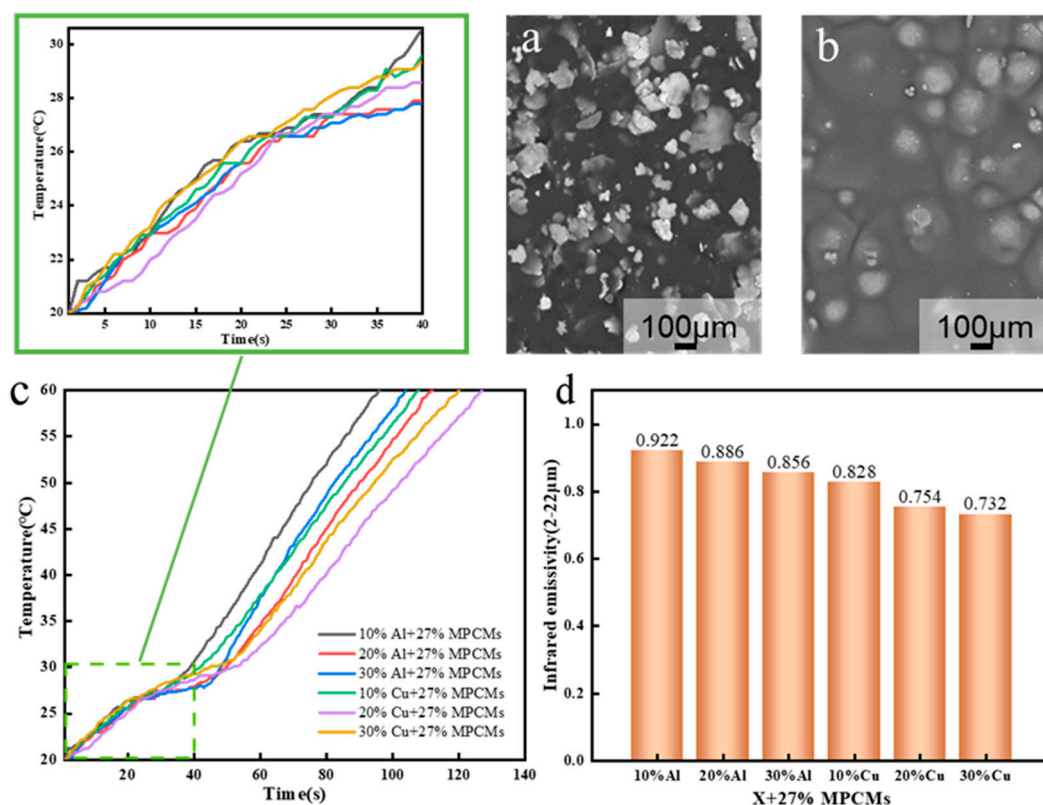 30
28
26
24
22
20
Temperature(°C)
5 10 15 20 25 30 35 40
Time(s)
a
100μm
b
100μm
c
60
55
50
45
40
35
30
25
20
Temperature(°C)
20 40 60 80 100 120 140
Time(s)
10% Al+27% MPCMs
20% Al+27% MPCMs
30% Al+27% MPCMs
10% Cu+27% MPCMs
20% Cu+27% MPCMs
30% Cu+27% MPCMs
d
1.0
0.8
0.6
0.4
0.2
0.0
Infrared emissivity(2-22μm)
0.922
0.886
0.856
0.828
0.754
0.732
10%Al 20%Al 30%Al 10%Cu 20%Cu 30%Cu
X+27% MPCMs